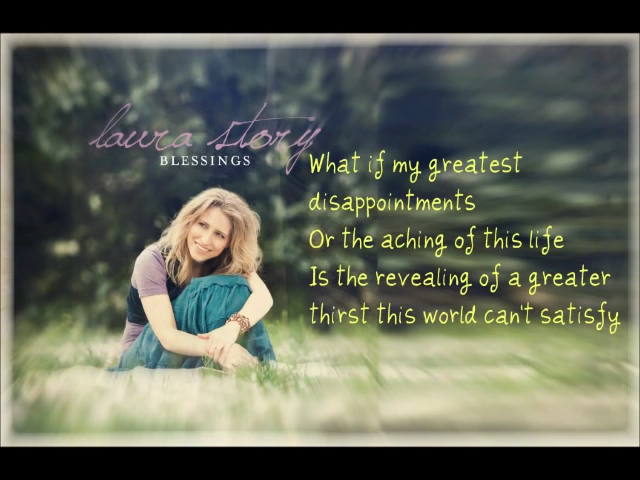 laura story
BLESSINGS
What if my greatest
disappointments
Or the aching of this life
Is the revealing of a greater
thirst this world can't satisfy